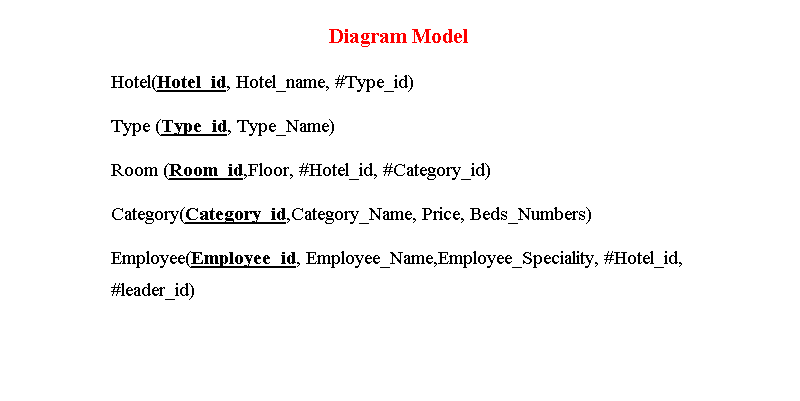 Diagram Model
Hotel(Hotel_id, Hotel_name, #Type_id)
Type (Type_id, Type_Name)
Room (Room_id,Floor, #Hotel_id, #Category_id)
Category(Category_id,Category_Name, Price, Beds_Numbers)
Employee(Employee_id, Employee_Name,Employee_Speciality, #Hotel_id,
#leader_id)